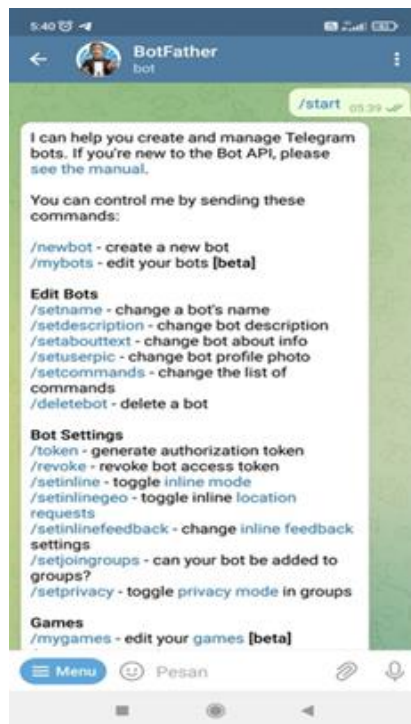 5:40
BotFather
bot
/start 05:39
I can help you create and manage Telegram
bots. If you're new to the Bot API, please
see the manual.
You can control me by sending these
commands:
/newbot - create a new bot
/mybots - edit your bots [beta]
Edit Bots
/setname - change a bot's name
/setdescription - change bot description
/setabouttext - change bot about info
/setuserpic - change bot profile photo
/setcommands - change the list of
commands
/deletebot - delete a bot
Bot Settings
/token - generate authorization token
/revoke - revoke bot access token
/setinline - toggle inline mode
/setinlinegeo - toggle inline location
requests
/setinlinefeedback - change inline feedback
settings
/setjoingroups - can your bot be added to
groups?
/setprivacy - toggle privacy mode in groups
Games
/mygames - edit your games [beta]
Menu
Pesan